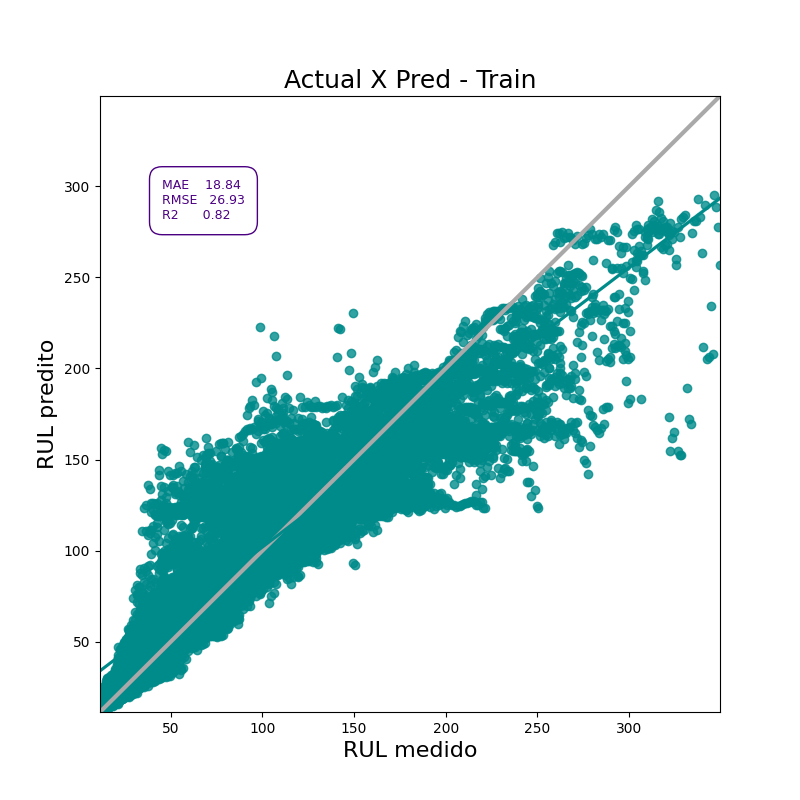 Actual X Pred - Train
MAE 18.84
RMSE 26.93
R2 0.82
RUL predito
300
250
200
150
100
50
50 100 150 200 250 300
RUL medido